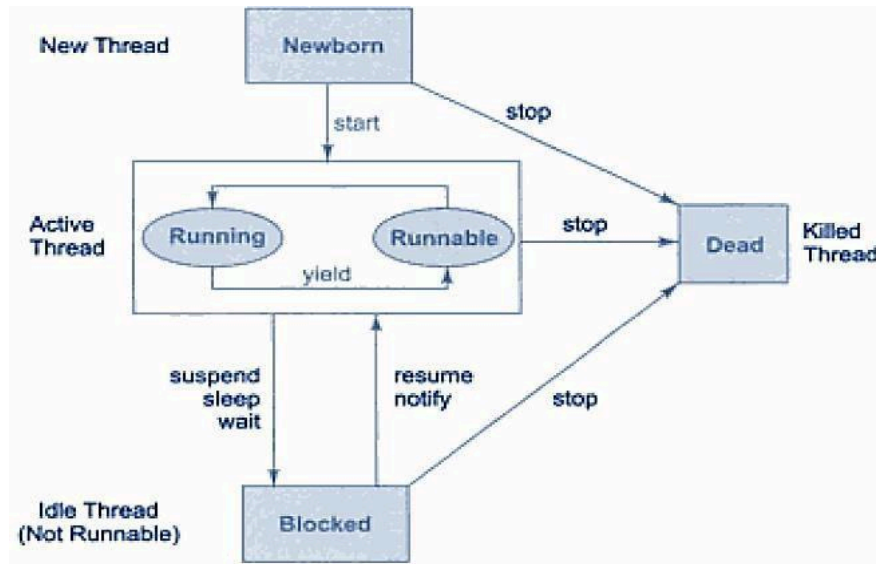 New Thread
Newborn
start
stop
Active
Thread
Running
Runnable
yield
stop
Dead
Killed
Thread
suspend
sleep
wait
resume
notify
stop
Idle Thread
(Not Runnable)
Blocked